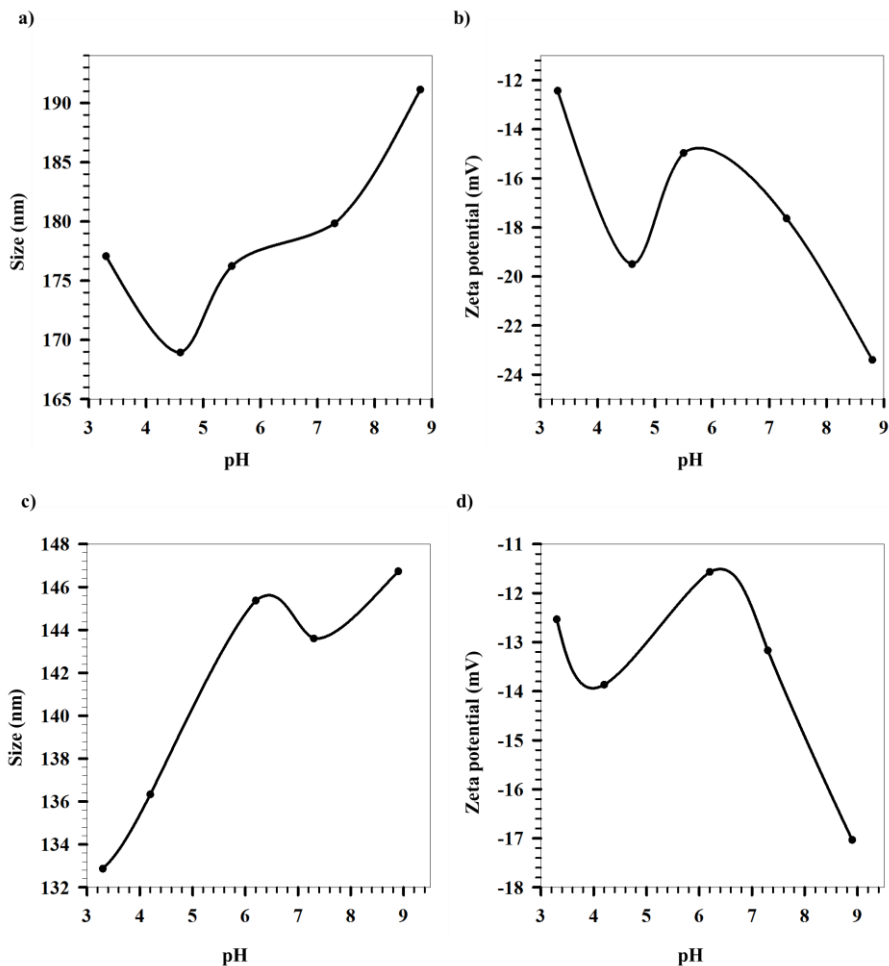 a)
Size (nm)
190
185
180
175
170
165
3 4 5 6 7 8 9
pH
b)
Zeta potential (mV)
-12
-14
-16
-18
-20
-22
-24
3 4 5 6 7 8 9
pH
c)
Size (nm)
148
146
144
142
140
138
136
134
132
3 4 5 6 7 8 9
pH
d)
Zeta potential (mV)
-11
-12
-13
-14
-15
-16
-17
-18
3 4 5 6 7 8 9
pH